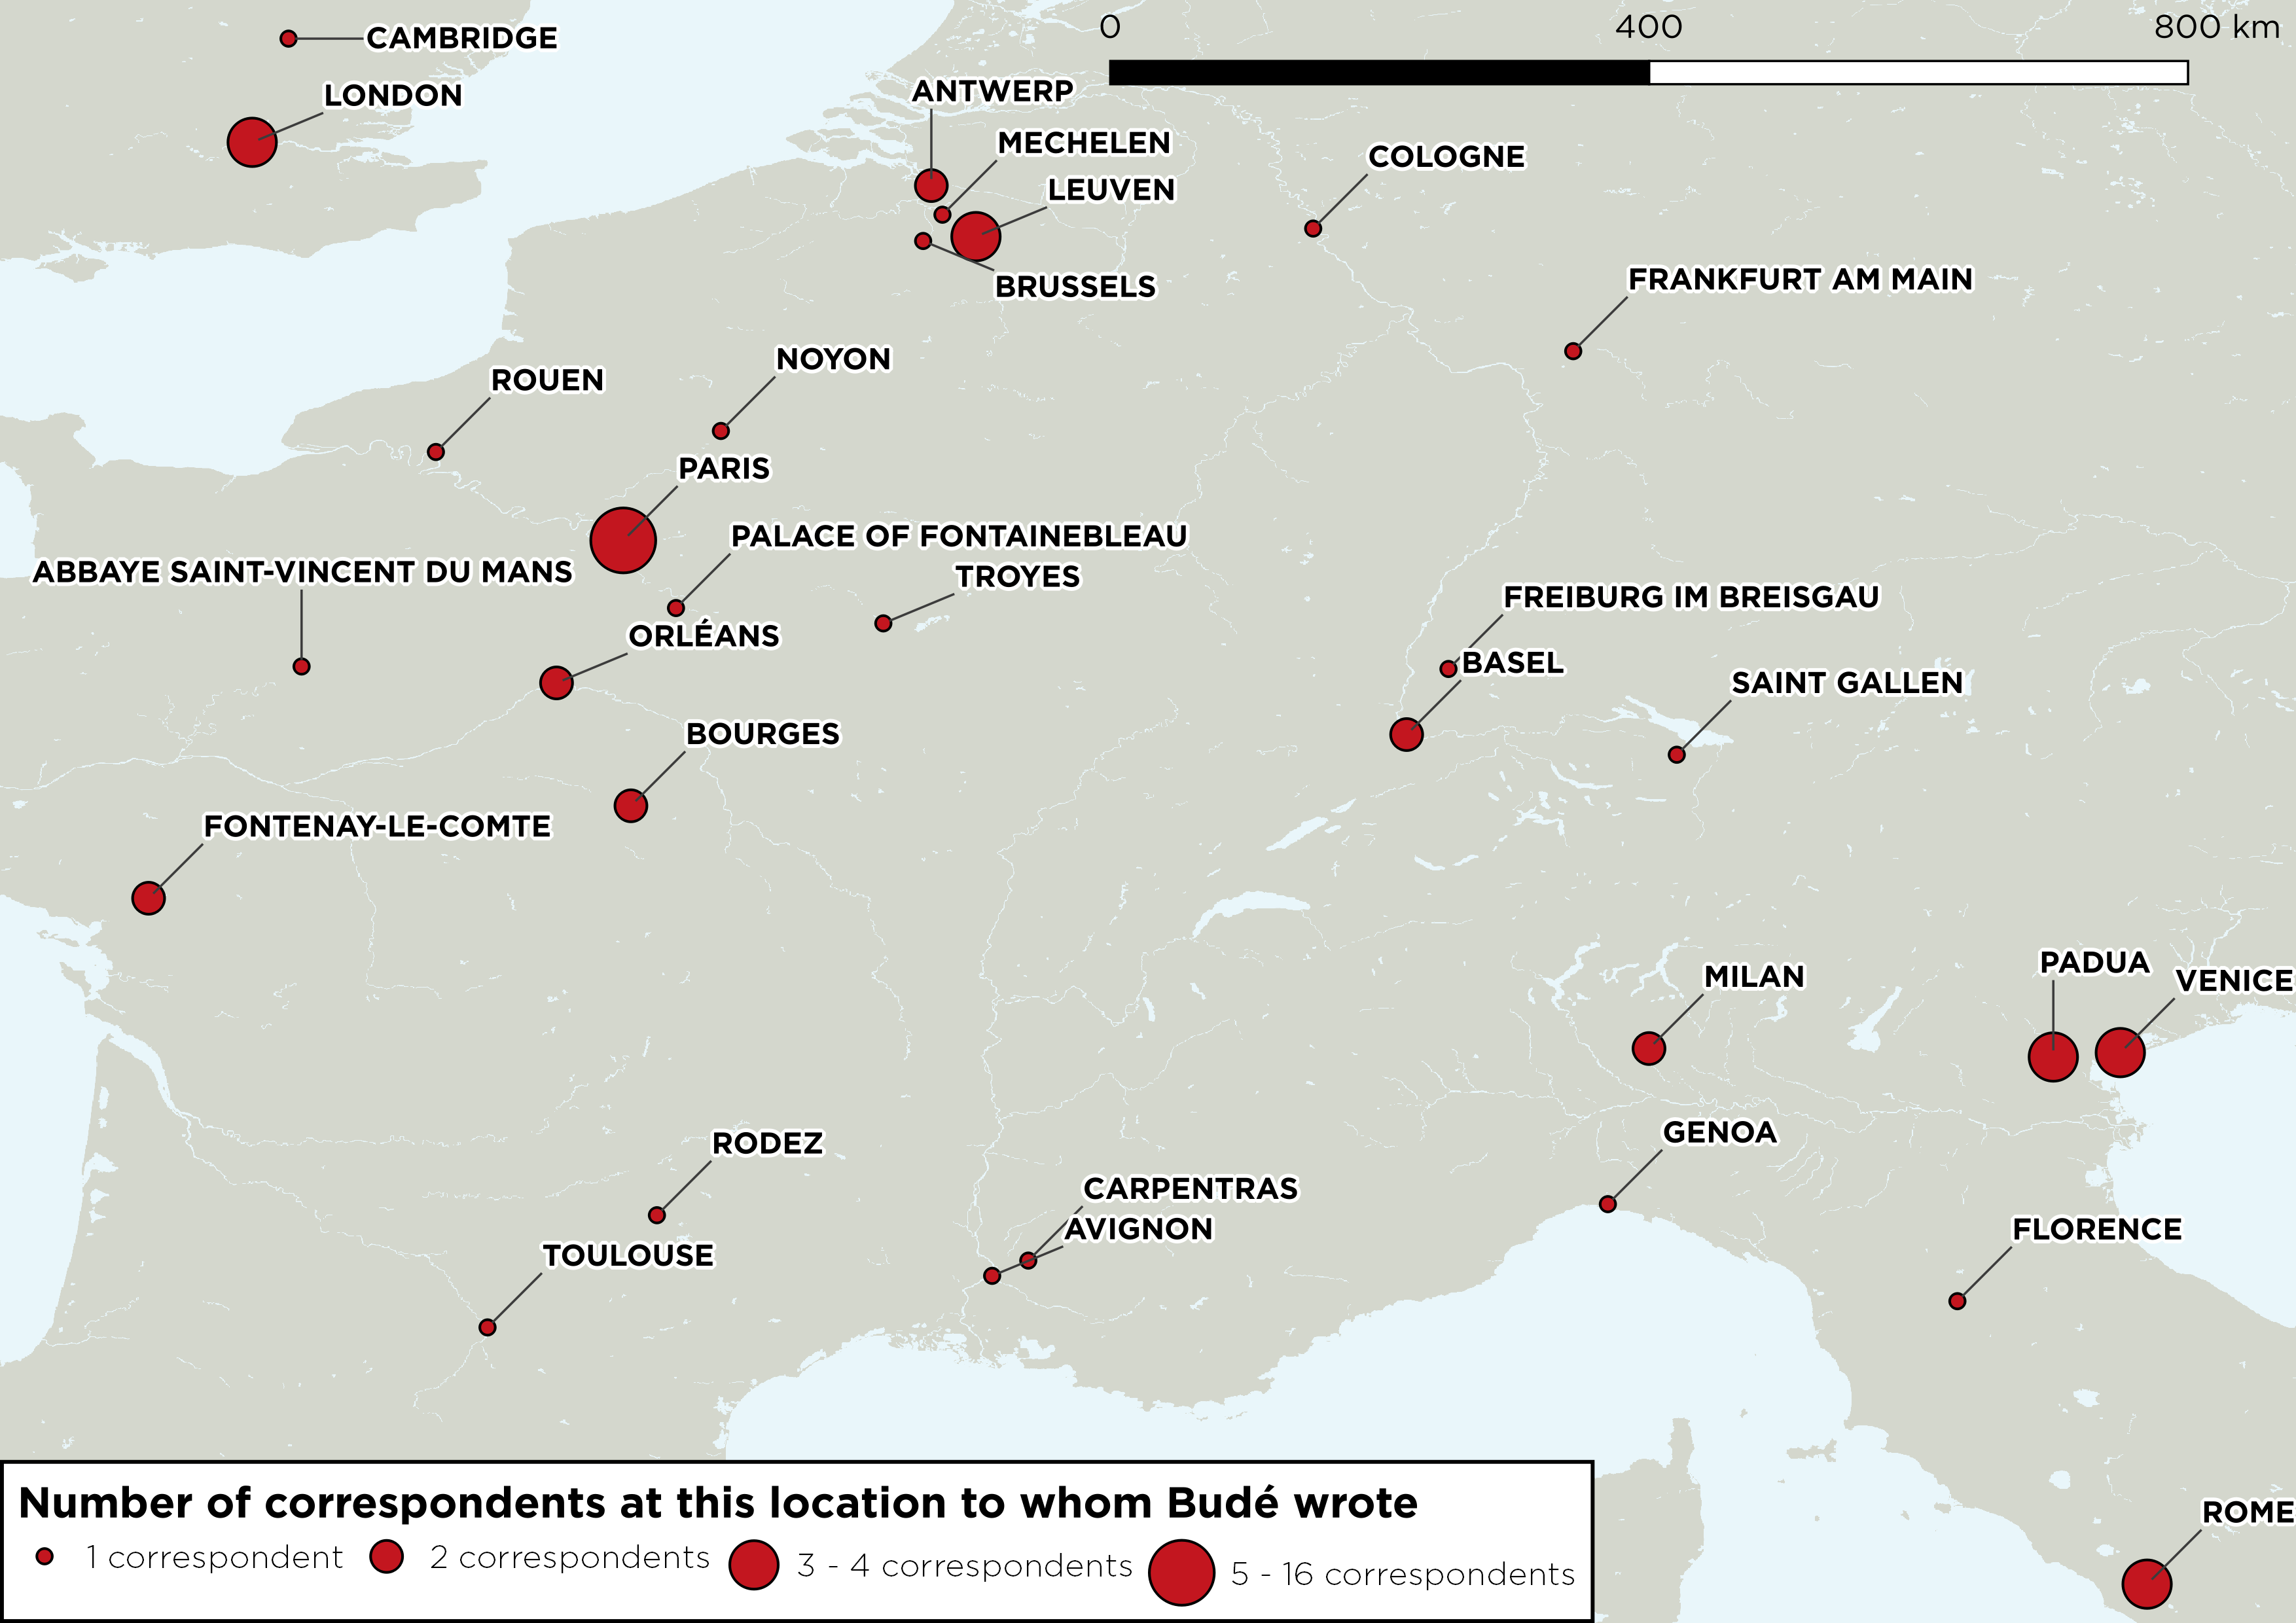 0 400 800 km
CAMBRIDGE
LONDON
ANTWERP
MECHELEN
COLOGNE
LEUVEN
FRANKFURT AM MAIN
BRUSSELS
NOYON
ROUEN
PARIS
PALACE OF FONTAINEBLEAU
ABBAYE SAINT-VINCENT DU MANS
TROYES
FREIBURG IM BREISGAU
ORLÉANS
BASEL
SAINT GALLEN
BOURGES
FONTENAY-LE-COMTE
PADUA
MILAN
VENICE
GENOA
RODEZ
CARPENTRAS
AVIGNON
FLORENCE
TOULOUSE
ROME
Number of correspondents at this location to whom Budé wrote
1 correspondent 2 correspondents 3 - 4 correspondents 5 - 16 correspondents